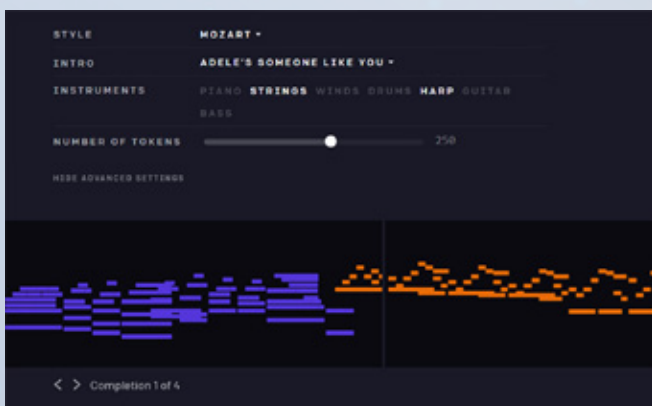 STYLE MOZART
INTRO ADELE'S SOMEONE LIKE YOU
INSTRUMENTS PIANO STRINGS WINDS DRUMS HARP GUITAR
BASS
NUMBER OF TOKENS 250
HIDE ADVANCED SETTINGS
< > Completion 1 of 4